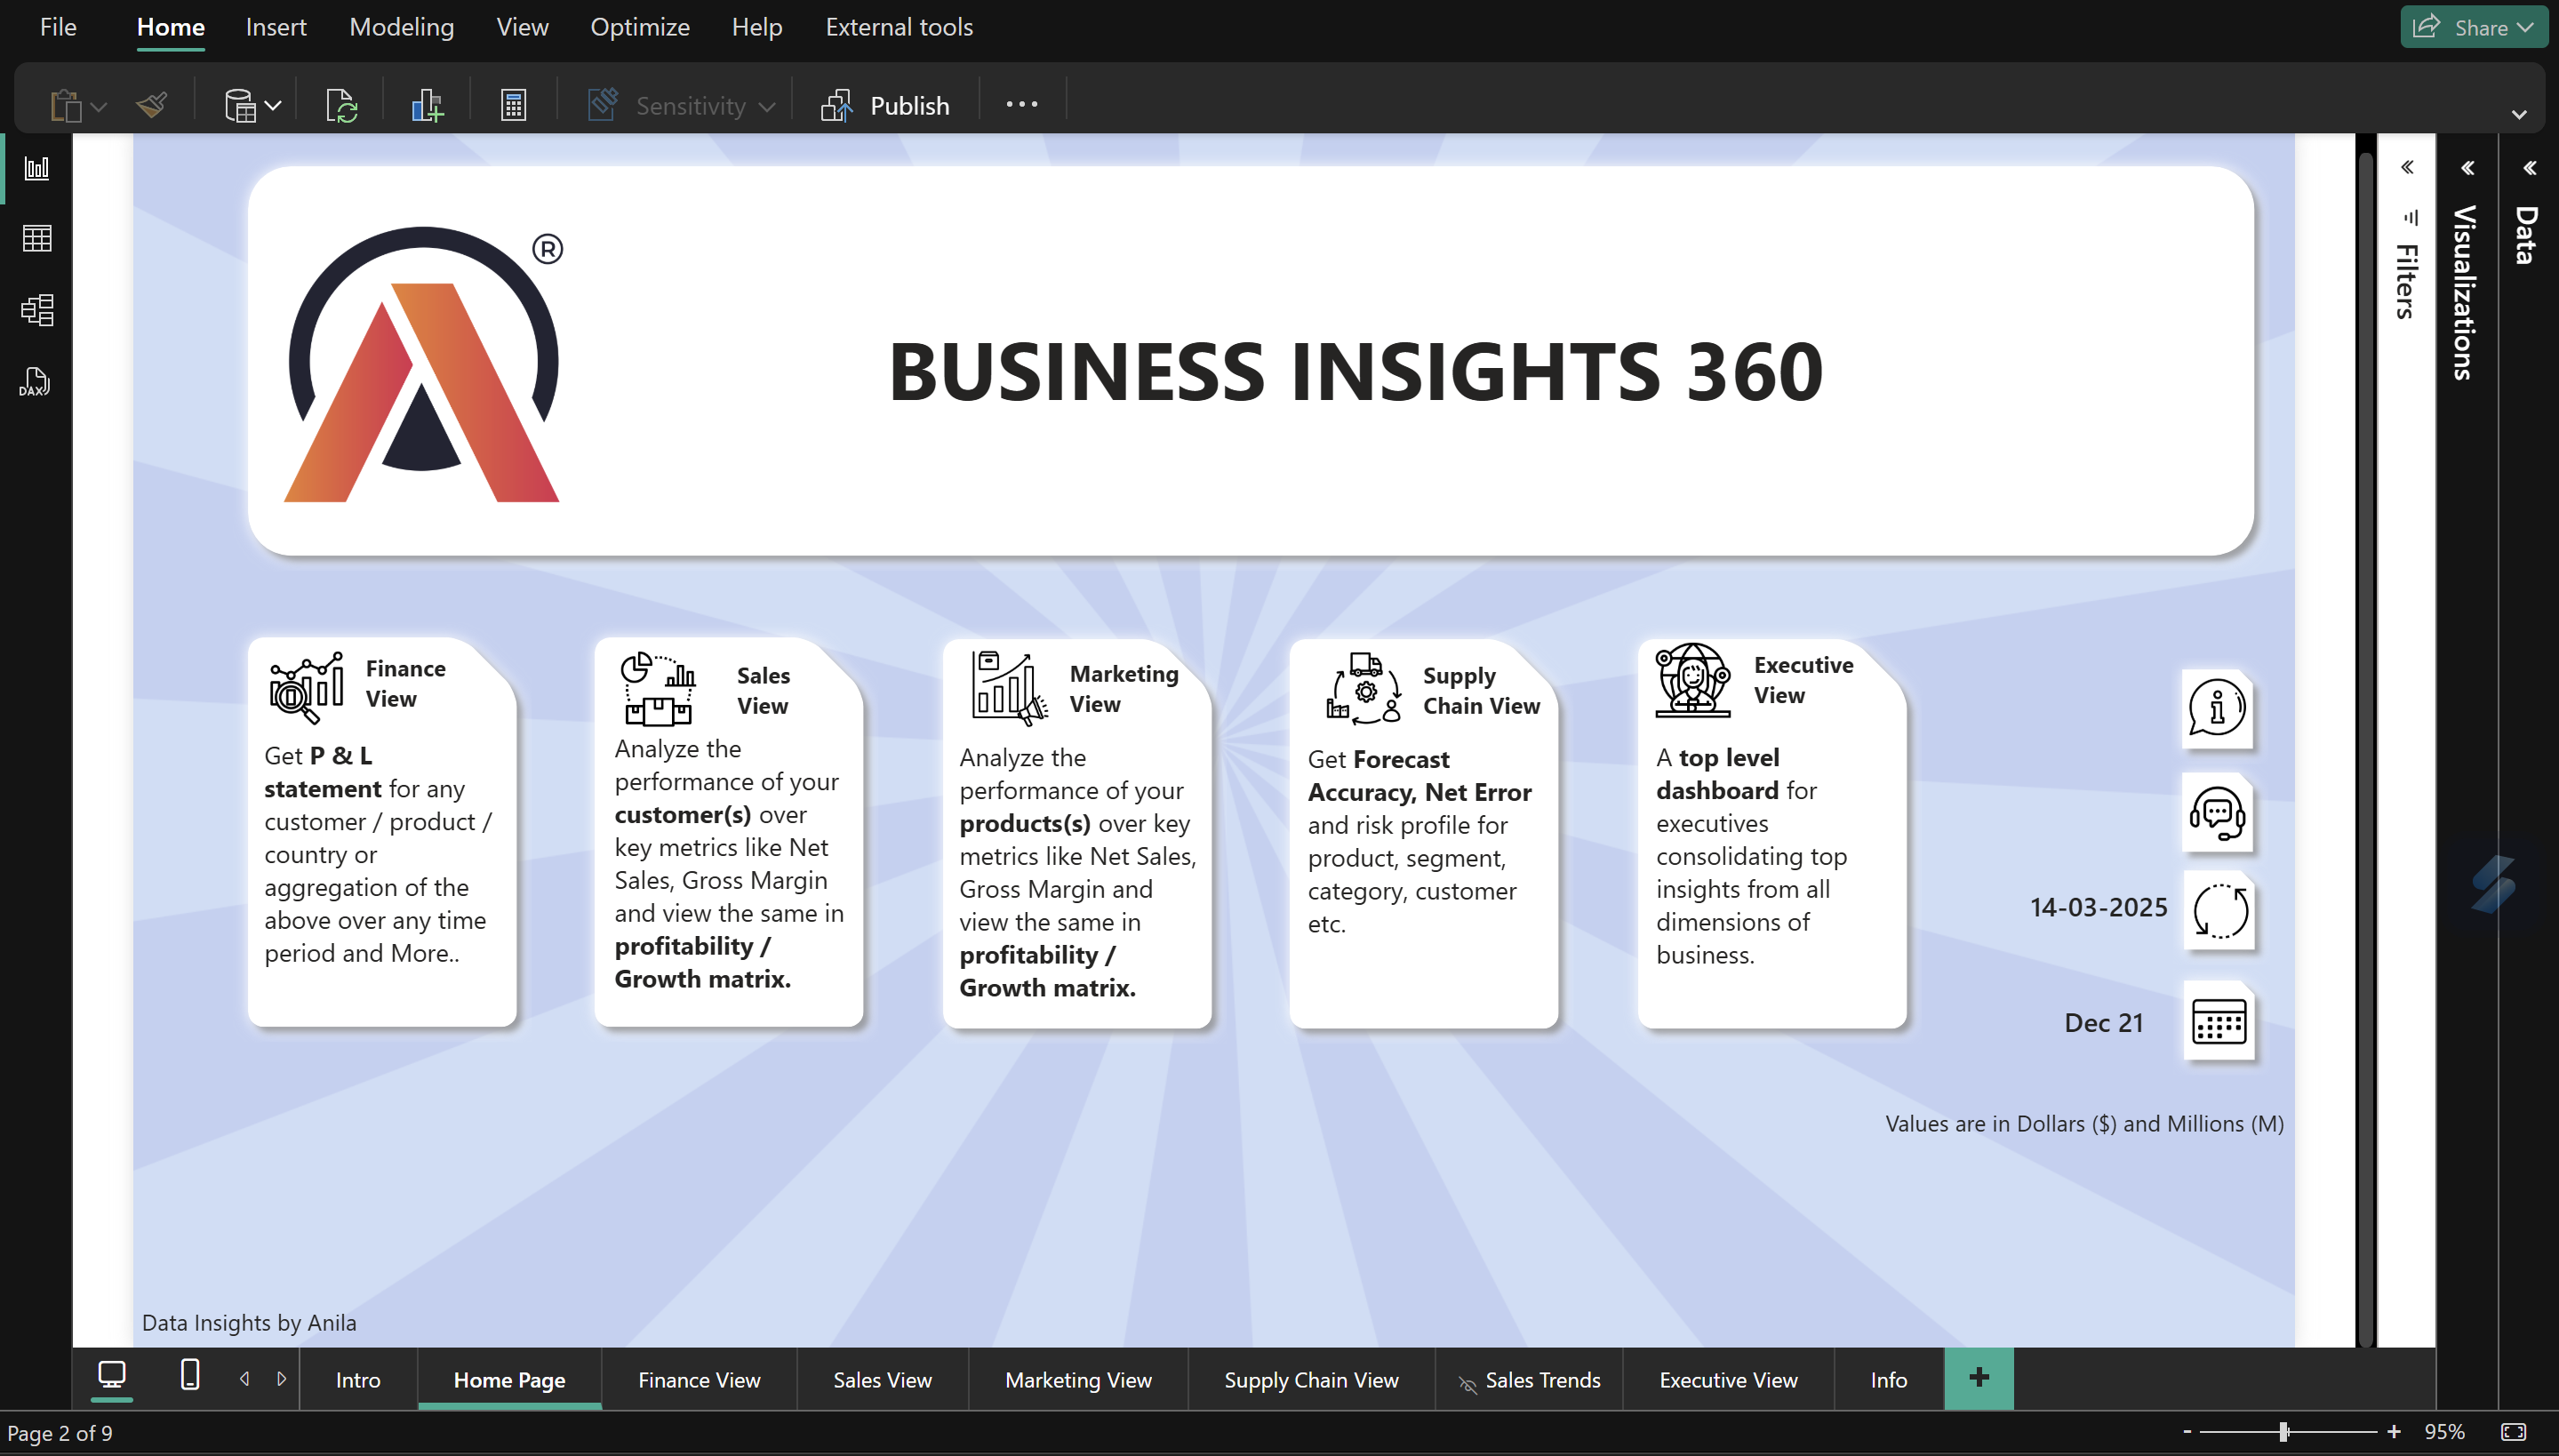 File Home Insert Modeling View Optimize Help External tools
Share
Sensitivity
Publish
DAX
®
BUSINESS INSIGHTS 360
Filters
Visualizations
Data
Finance
View
Get P & L
statement for any
customer / product /
country or
aggregation of the
above over any time
period and More..
Sales
View
Analyze the
performance of your
customer(s) over
key metrics like Net
Sales, Gross Margin
and view the same in
profitability /
Growth matrix.
Marketing
View
Analyze the
performance of your
products(s) over key
metrics like Net Sales,
Gross Margin and
view the same in
profitability /
Growth matrix.
Supply
Chain View
Get Forecast
Accuracy, Net Error
and risk profile for
product, segment,
category, customer
etc.
Executive
View
A top level
dashboard for
executives
consolidating top
insights from all
dimensions of
business.
14-03-2025
Dec 21
Values are in Dollars ($) and Millions (M)
Data Insights by Anila
Intro Home Page Finance View Sales View Marketing View Supply Chain View Sales Trends Executive View Info +
Page 2 of 9
- + 95%